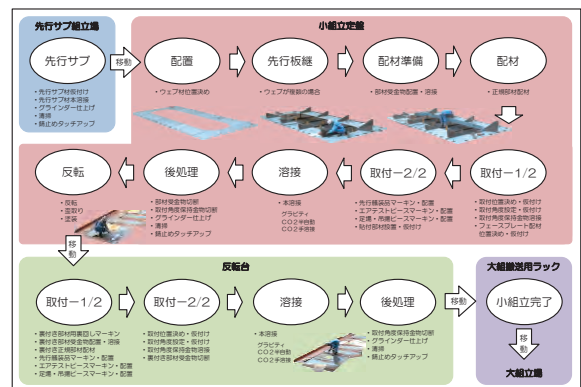 先行サブ組立場
小組立定盤
先行サブ
移動
配置
先行板継
配材準備
配材
・先行サブ材仮付け
・先行サブ材本溶接
・グラインダー仕上げ
・清掃
・錆止めタッチアップ
・ウェブ材位置決め
・ウェブが複数の場合
・部材受金物配置・溶接
・正規部材配材
反転
後処理
溶接
取付−2/2
取付−1/2
・反転
・歪取り
・塗装
・部材受金物切断
・取付角度保持金物切断
・グラインダー仕上げ
・清掃
・錆止めタッチアップ
・本溶接
グラビティ
CO2半自動
CO2手溶接
・先行艤装品マーキン・配置
・エアテストピースマーキン・配置
・足場・吊環ピースマーキン・配置
・貼付部材設置・仮付け
・取付位置決め・仮付け
・取付角度設定・仮付け
・取付角度保持金物溶接
・フェースプレート配材
位置決め・仮付け
移動
反転台
大組搬送用ラック
取付−1/2
取付−2/2
溶接
後処理
移動
小組立完了
・裏付き部材用裏回しマーキン
・裏付き部材受金物配置・溶接
・裏付き正規部材配材
・先行艤装品マーキン・配置
・エアテストピースマーキン・配置
・足場・吊環ピースマーキン・配置
・取付位置決め・仮付け
・取付角度設定・仮付け
・取付角度保持金物溶接
・裏付き部材受金物切断
・本溶接
グラビティ
CO2半自動
CO2手溶接
・取付角度保持金物切断
・グラインダー仕上げ
・清掃
・錆止めタッチアップ
移動
大組立場